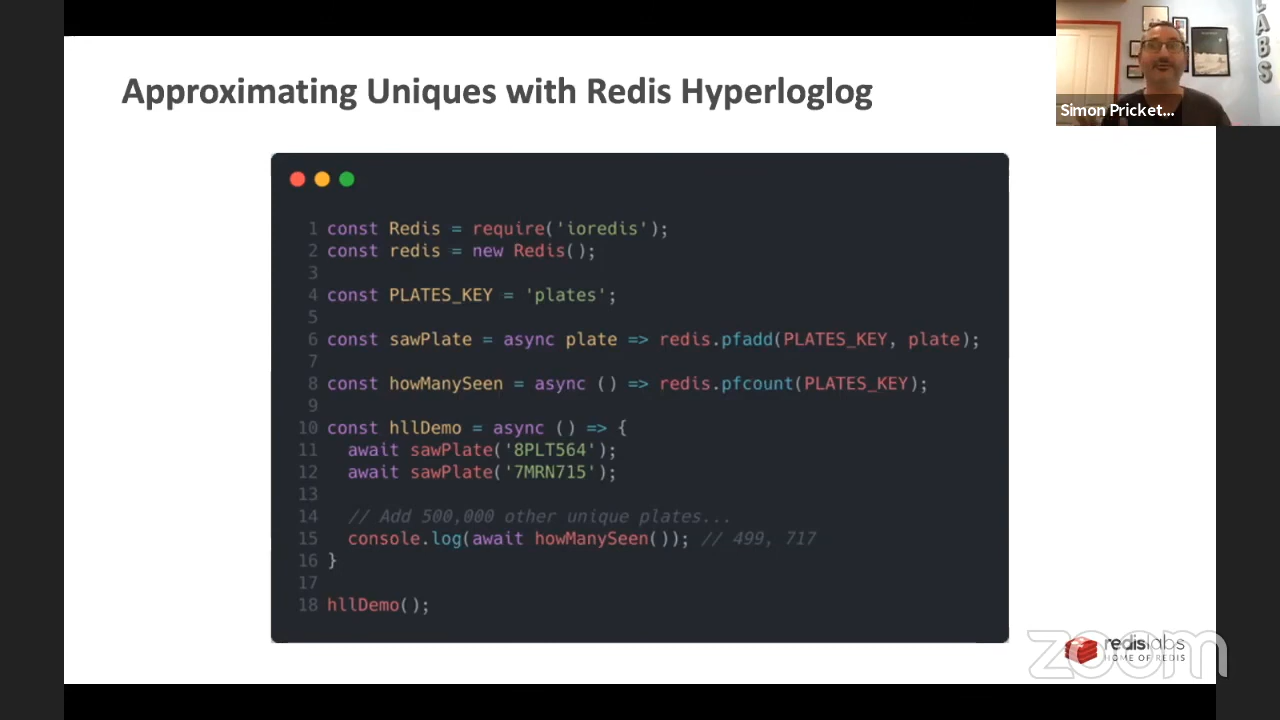 Approximating Uniques with Redis Hyperloglog
Simon Pricket...
LABS
1 const Redis = require('ioredis');
2 const redis = new Redis();
3
4 const PLATES_KEY = 'plates';
5
6 const sawPlate = async plate => redis.pfadd(PLATES_KEY, plate);
7
8 const howManySeen = async () => redis.pfcount(PLATES_KEY);
9
10 const hllDemo = async () => {
11 await sawPlate('8PLT564');
12 await sawPlate('7MRN715');
13
14 // Add 500,000 other unique plates...
15 console.log(await howManySeen()); // 499, 717
16 }
17
18 hllDemo();
redislabs
HOME OF REDIS
zoom